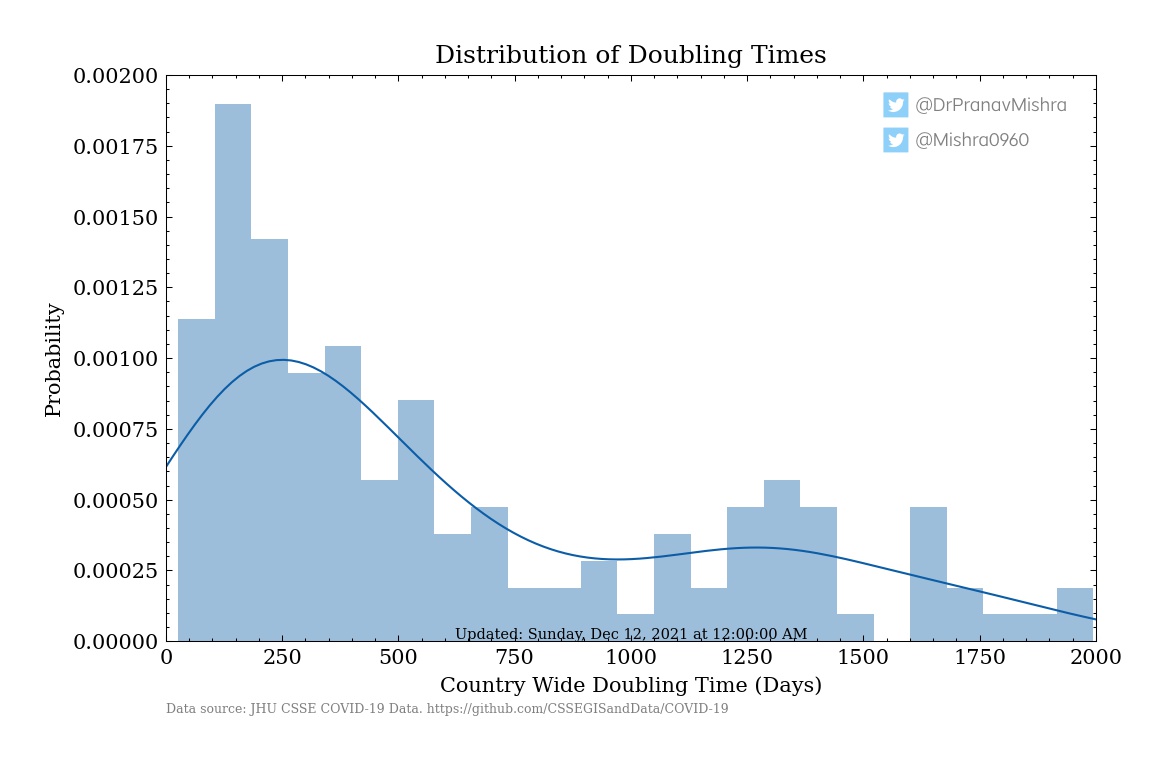 Distribution of Doubling Times
@DrPranavMishra
@Mishra0960
0.00200
0.00175
0.00150
0.00125
0.00100
0.00075
0.00050
0.00025
0.00000
Probability
Updated: Sunday, Dec 12, 2021 at 12:00:00 AM
0 250 500 750 1000 1250 1500 1750 2000
Country Wide Doubling Time (Days)
Data source: JHU CSSE COVID-19 Data. https://github.com/CSSEGISandData/COVID-19